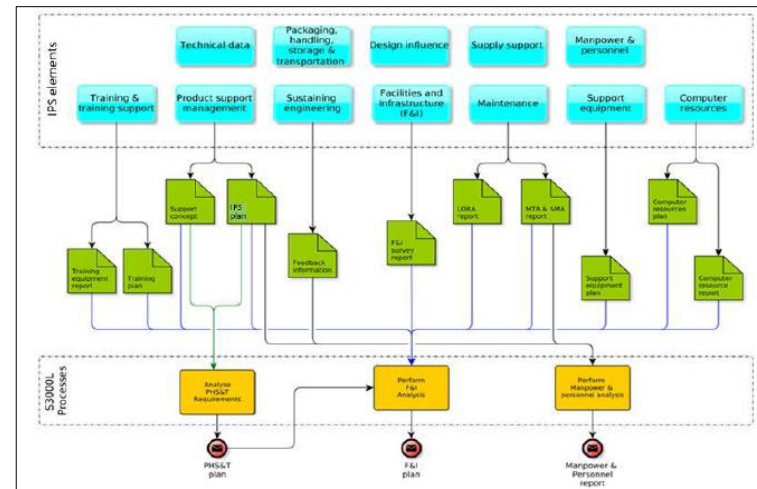 IPS elements
Technical data
Packaging,
handling,
storage &
transportation
Design influence
Supply support
Manpower &
personnel
Training &
training support
Product support
management
Sustaining
engineering
Facilities and
Infrastructure
(F&I)
Maintenance
Support
equipment
Computer
resources
Support
concept
IPS
plan
LORA
report
MTA & SMA
report
Computer
resources
plan
Training
equipment
report
Training
plan
Feedback
information
F&I
survey
report
Support
equipment
plan
Computer
resource
report
S3000L
Processes
Analyse
PHS&T
Requirements
Perform
F&I
Analysis
Perform
Manpower &
personnel analysis
PHS&T
plan
F&I
plan
Manpower &
Personnel
report